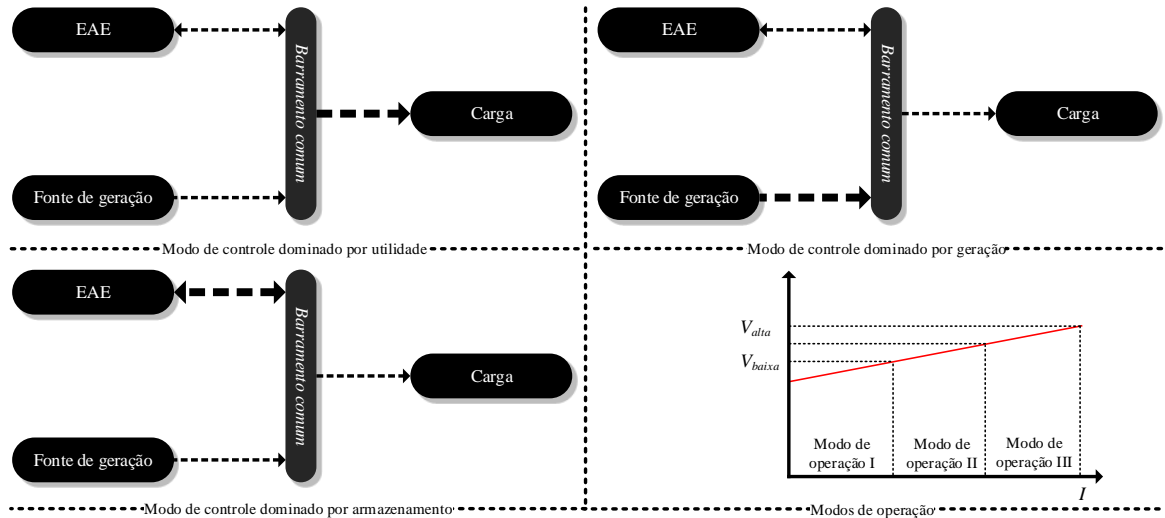 EAE
Barramento comum
Carga
Fonte de geração
Modo de controle dominado por utilidade
EAE
Barramento comum
Carga
Fonte de geração
Modo de controle dominado por geração
EAE
Barramento comum
Carga
Fonte de geração
Modo de controle dominado por armazenamento
V_alta
V_baixa
Modo de
operação I
Modo de
operação II
Modo de
operação III
I
Modos de operação